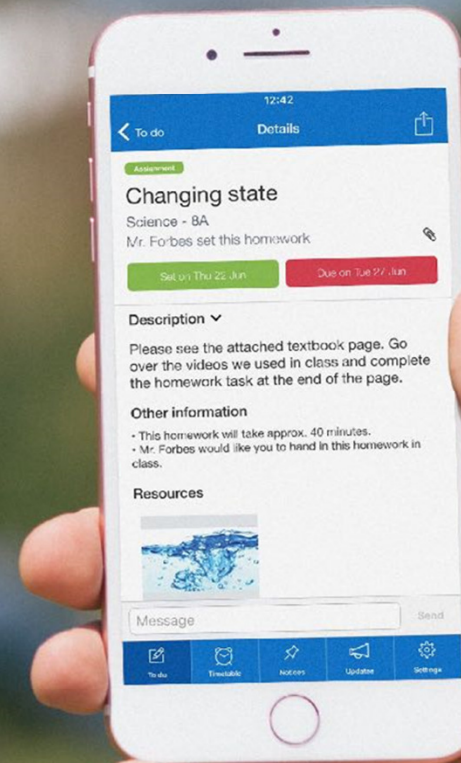 12:42
To do
Details
Assignment
Changing state
Science - 8A
Mr. Forbes set this homework
Set on Thu 22 Jun
Due on Tue 27 Jun
Description
Please see the attached textbook page. Go
over the videos we used in class and complete
the homework task at the end of the page.
Other information
• This homework will take approx. 40 minutes.
• Mr. Forbes would like you to hand in this homework in
class.
Resources
Message
Send
To do
Timetable
Notices
Updates
Settings